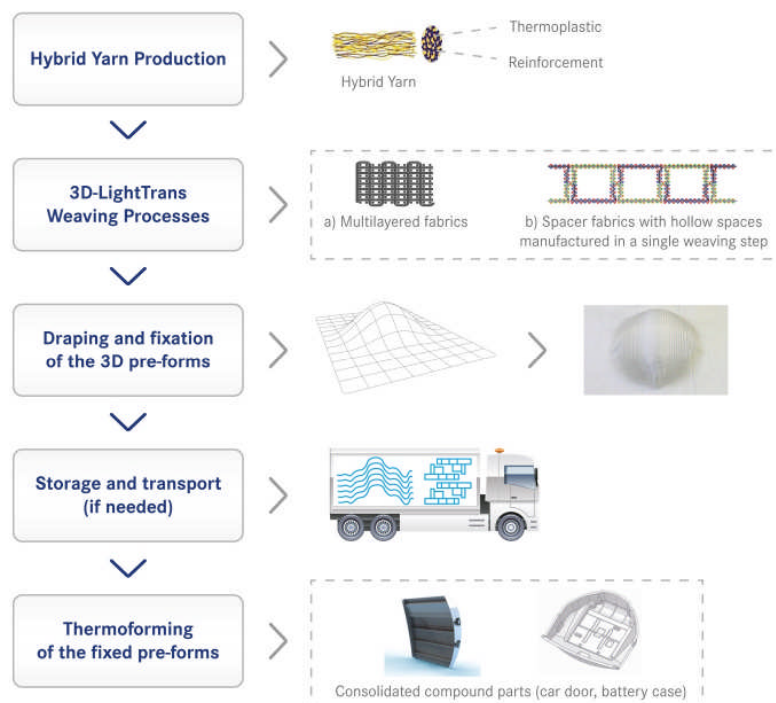 Hybrid Yarn Production
Thermoplastic
Reinforcement
Hybrid Yarn
3D-LightTrans
Weaving Processes
a) Multilayered fabrics
b) Spacer fabrics with hollow spaces
manufactured in a single weaving step
Draping and fixation
of the 3D pre-forms
Storage and transport
(if needed)
Thermoforming
of the fixed pre-forms
Consolidated compound parts (car door, battery case)